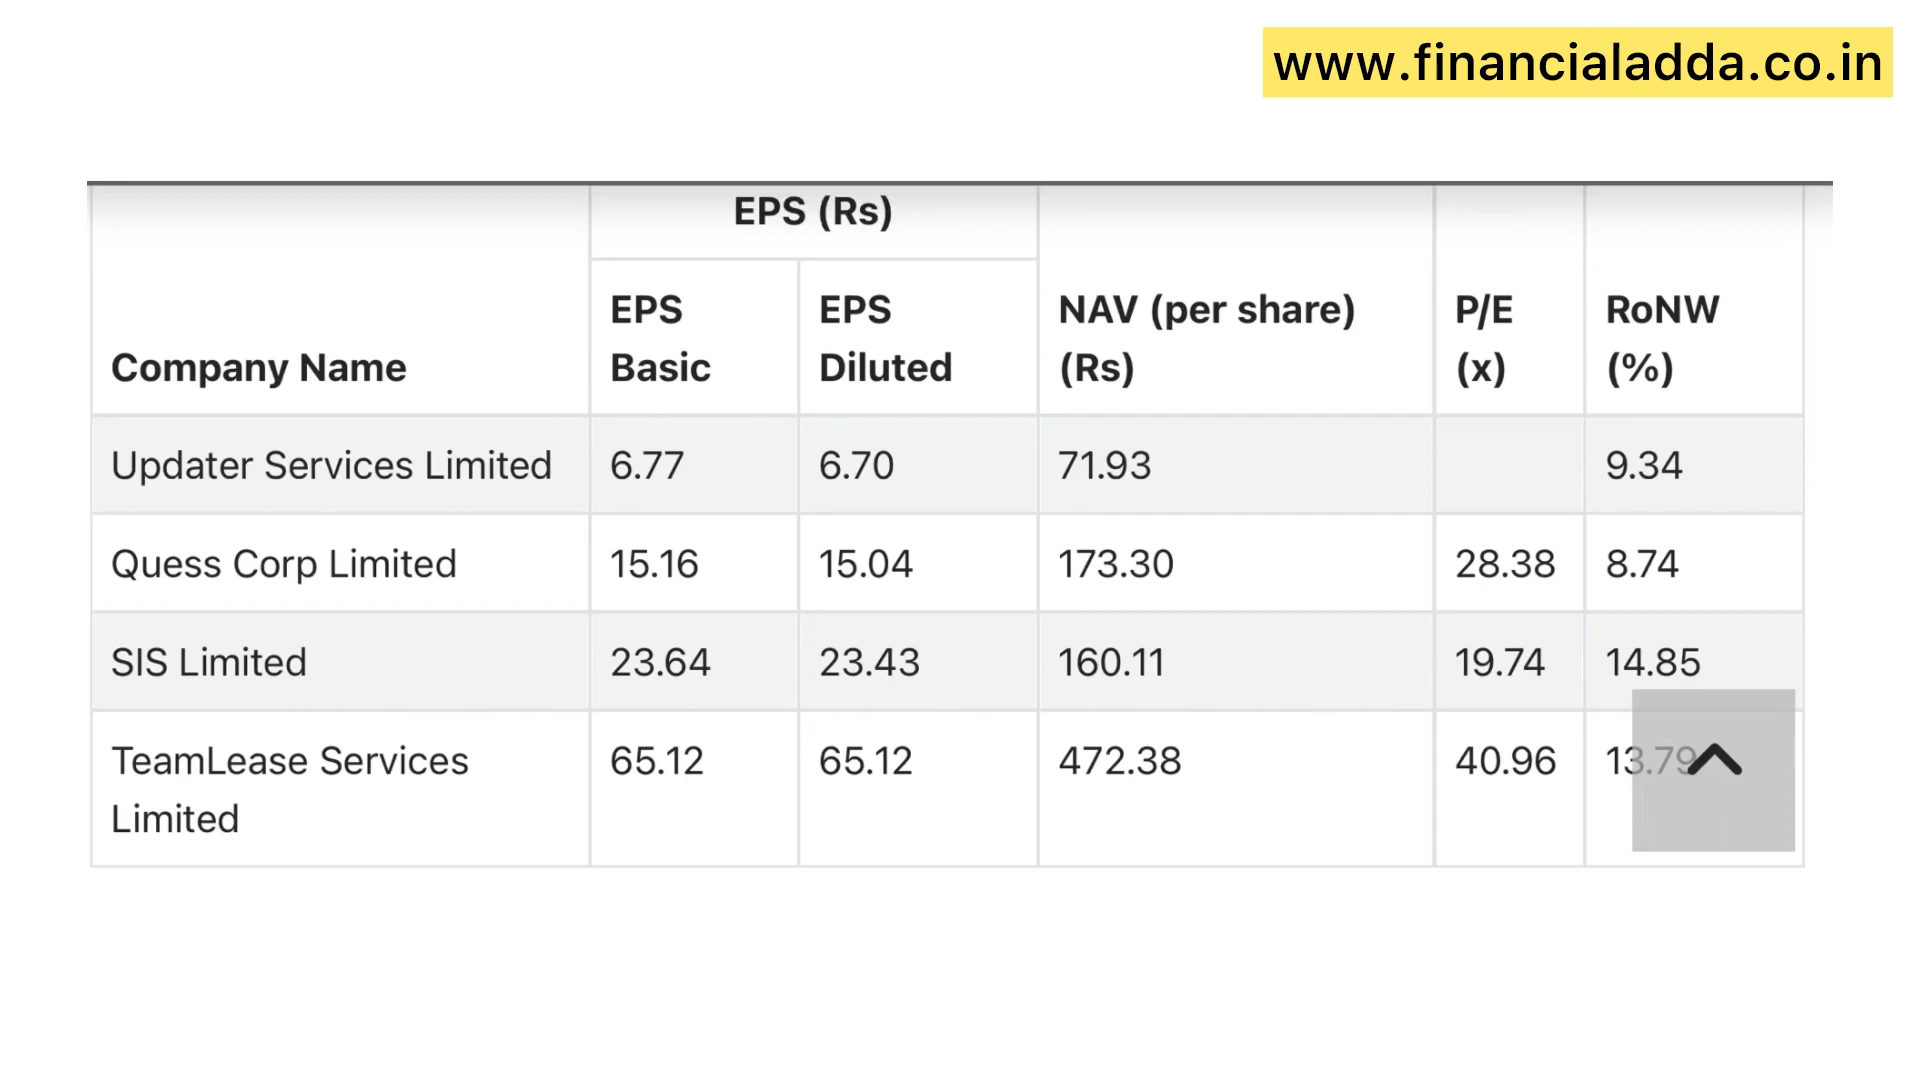 www.financialadda.co.in
EPS (Rs)
Company Name EPS Basic EPS Diluted NAV (per share) (Rs) P/E (x) RoNW (%)
Updater Services Limited 6.77 6.70 71.93 9.34
Quess Corp Limited 15.16 15.04 173.30 28.38 8.74
SIS Limited 23.64 23.43 160.11 19.74 14.85
TeamLease Services Limited 65.12 65.12 472.38 40.96 13.79